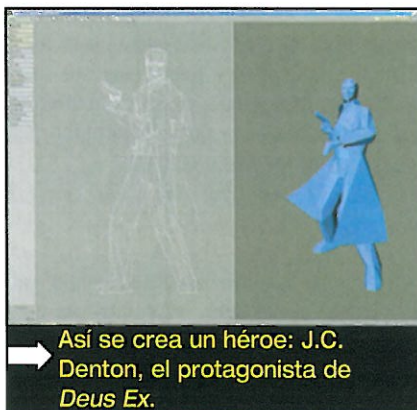 Así se crea un héroe: J.C.
Denton, el protagonista de
Deus Ex.